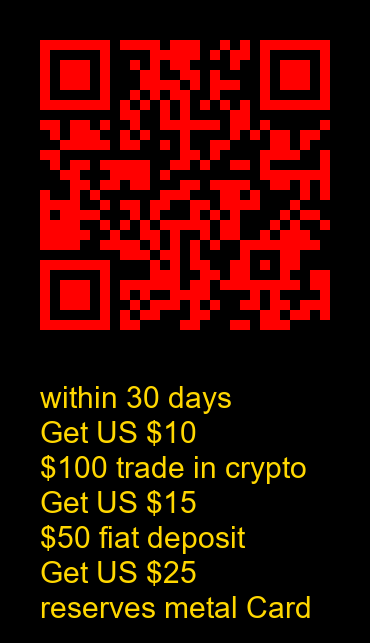 within 30 days
Get US $10
$100 trade in crypto
Get US $15
$50 fiat deposit
Get US $25
reserves metal Card